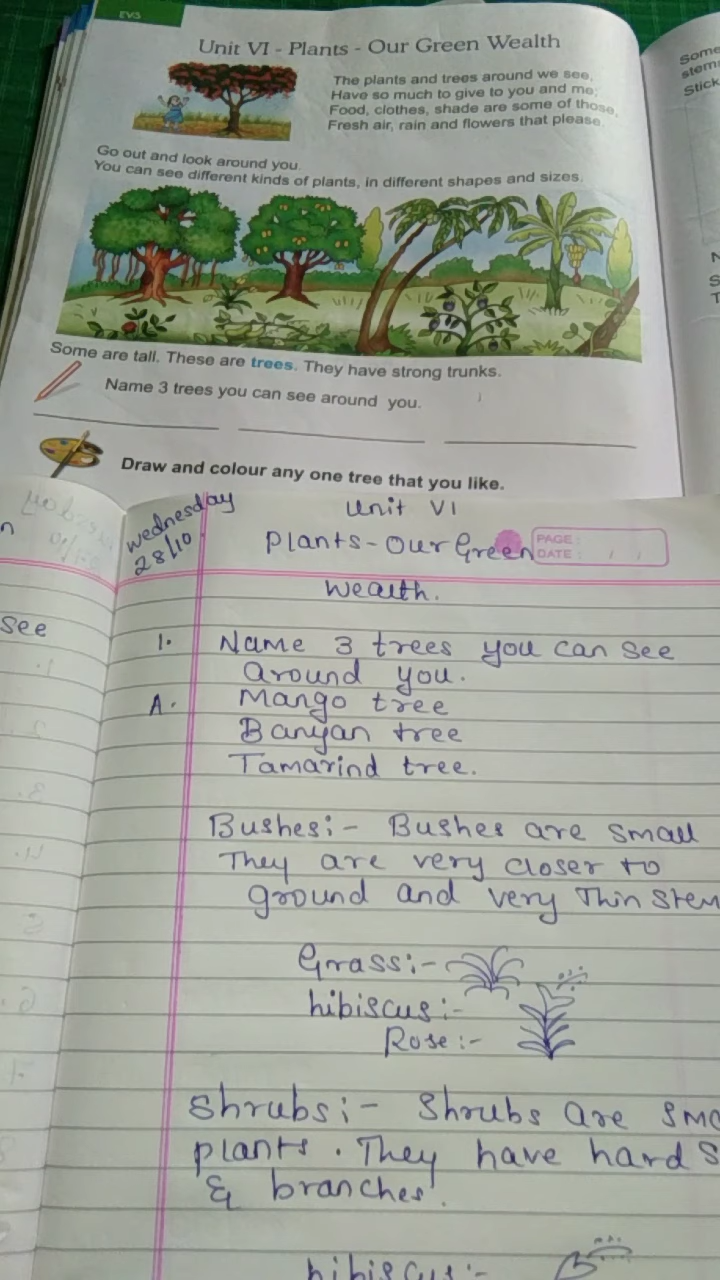 EVS
Unit VI - Plants - Our Green Wealth
The plants and trees around we see,
Have so much to give to you and me;
Food, clothes, shade are some of those,
Fresh air, rain and flowers that please.
Go out and look around you.
You can see different kinds of plants, in different shapes and sizes.
Some are tall. These are trees. They have strong trunks.
Name 3 trees you can see around you.
Draw and colour any one tree that you like.
Some
stem
Stick
N
S
T
n
see
Wednesday
28/10
Unit VI
Plants - Our Green
PAGE:
DATE: / /
Wealth.
1. Name 3 trees you can see
around you.
A. Mango tree
Banyan tree
Tamarind tree.
Bushes:- Bushes are small
They are very closer to
ground and very Thin Stem
Grass:-
hibiscus:-
Rose:-
Shrubs:- Shrubs are sma
plants. They have hard S
& branches.
hibiscus:-